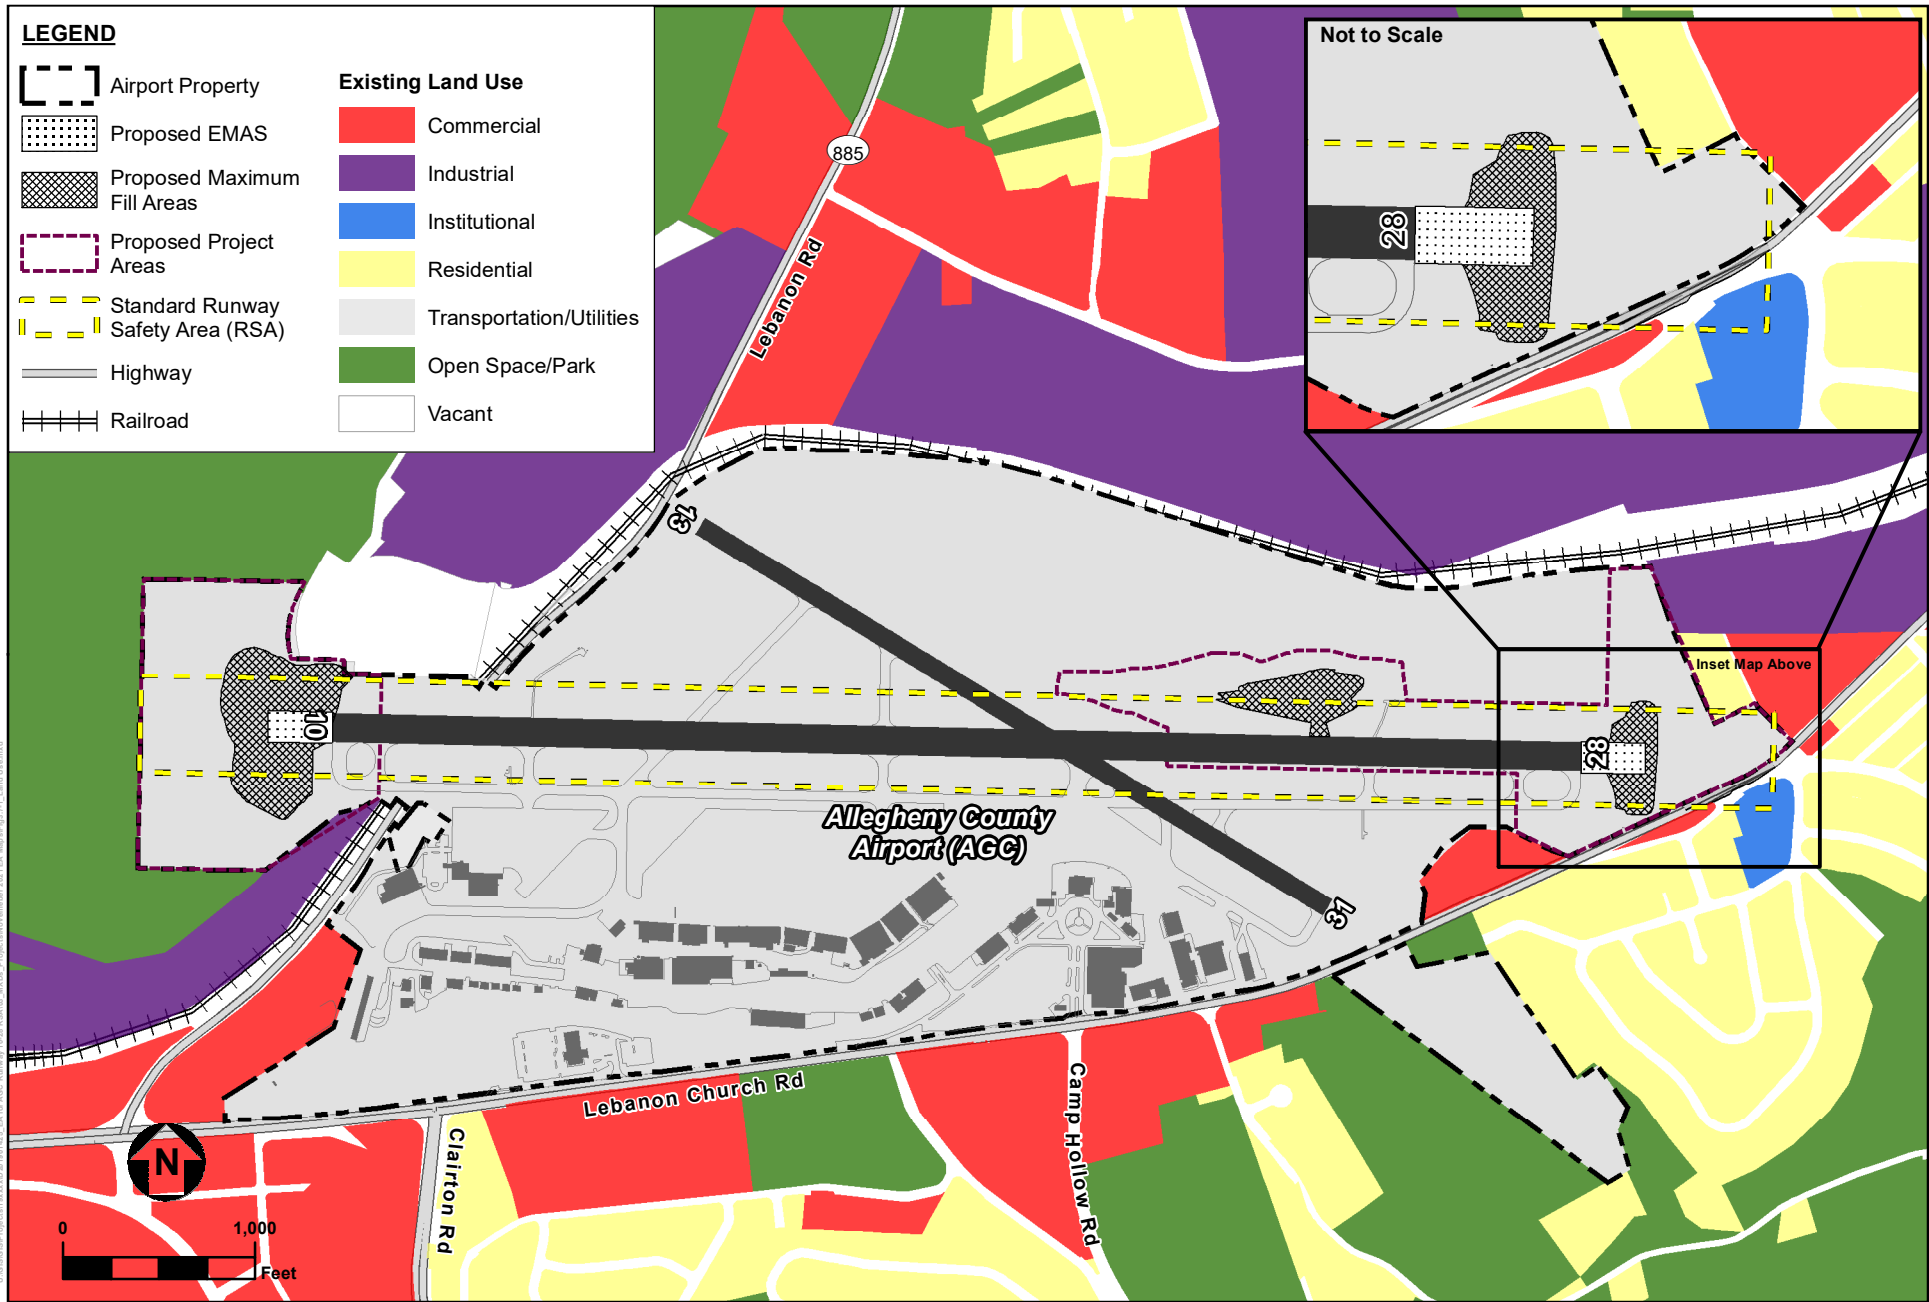 LEGEND
Airport Property
Proposed EMAS
Proposed Maximum
Fill Areas
Proposed Project
Areas
Standard Runway
Safety Area (RSA)
Highway
Railroad
Existing Land Use
Commercial
Industrial
Institutional
Residential
Transportation/Utilities
Open Space/Park
Vacant
885
Lebanon Rd
Not to Scale
28
13
Inset Map Above
10
28
Allegheny County
Airport (AGC)
31
Lebanon Church Rd
Camp Hollow Rd
Clairton Rd
N
0 1,000
Feet